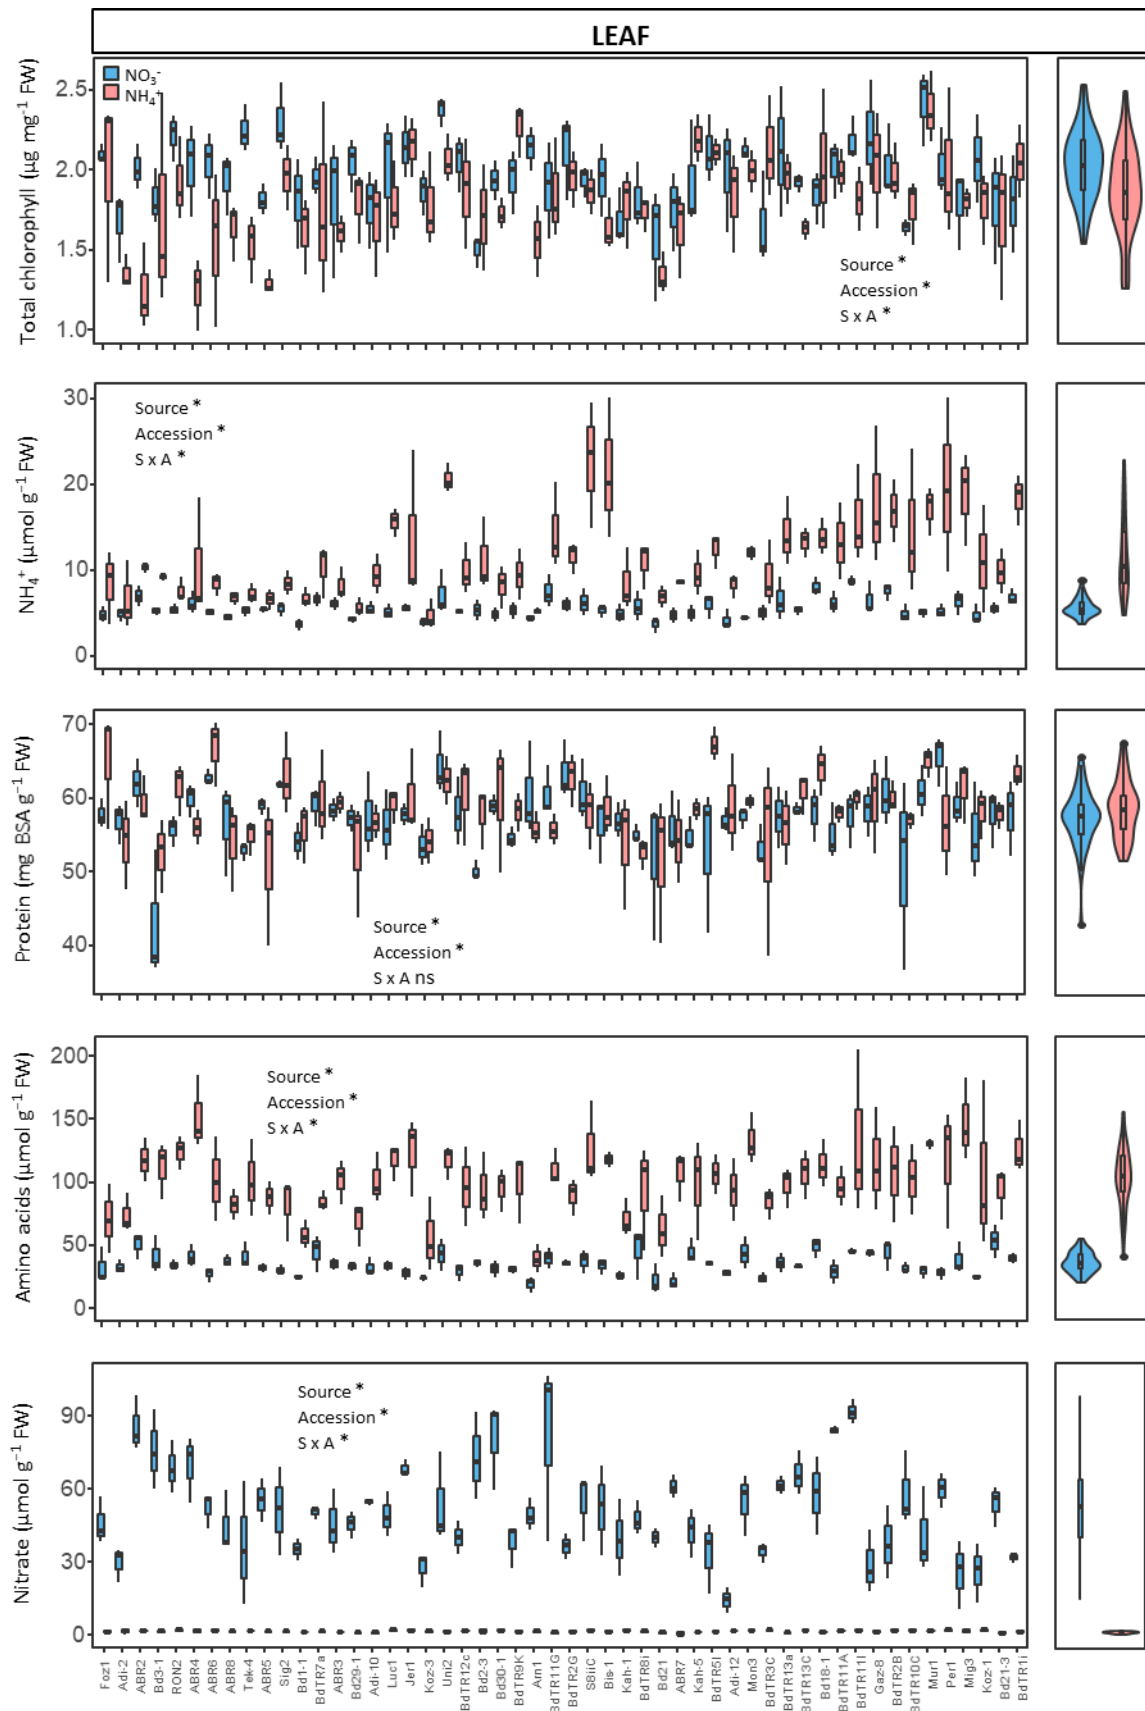 LEAF
NO₃⁻
NH₄⁺
Total chlorophyll (µg mg⁻¹ FW)
2.5
2.0
1.5
1.0
Source *
Accession *
S x A *
NH₄⁺ (µmol g⁻¹ FW)
30
20
10
0
Source *
Accession *
S x A *
Protein (mg BSA g⁻¹ FW)
70
60
50
40
Source *
Accession *
S x A ns
Amino acids (µmol g⁻¹ FW)
200
150
100
50
0
Source *
Accession *
S x A *
Nitrate (µmol g⁻¹ FW)
90
60
30
0
Source *
Accession *
S x A *
Foz1
Adi-2
ABR2
Bd3-1
RON2
ABR4
ABR6
ABR8
Tek-4
ABR5
Sig2
Bd1-1
BdTR7a
ABR3
Bd29-1
Adi-10
Luc1
Jer1
Koz-3
Uni2
BdTR12c
Bd2-3
Bd30-1
BdTR9K
Arn1
BdTR11G
BdTR2G
S8iiC
Bis-1
Kah-1
BdTR8i
Bd21
ABR7
Kah-5
BdTR5I
Adi-12
Mon3
BdTR3C
BdTR13a
BdTR13C
Bd18-1
BdTR11A
BdTR11I
Gaz-8
BdTR2B
BdTR10C
Mur1
Per1
Mig3
Koz-1
Bd21-3
BdTR1i